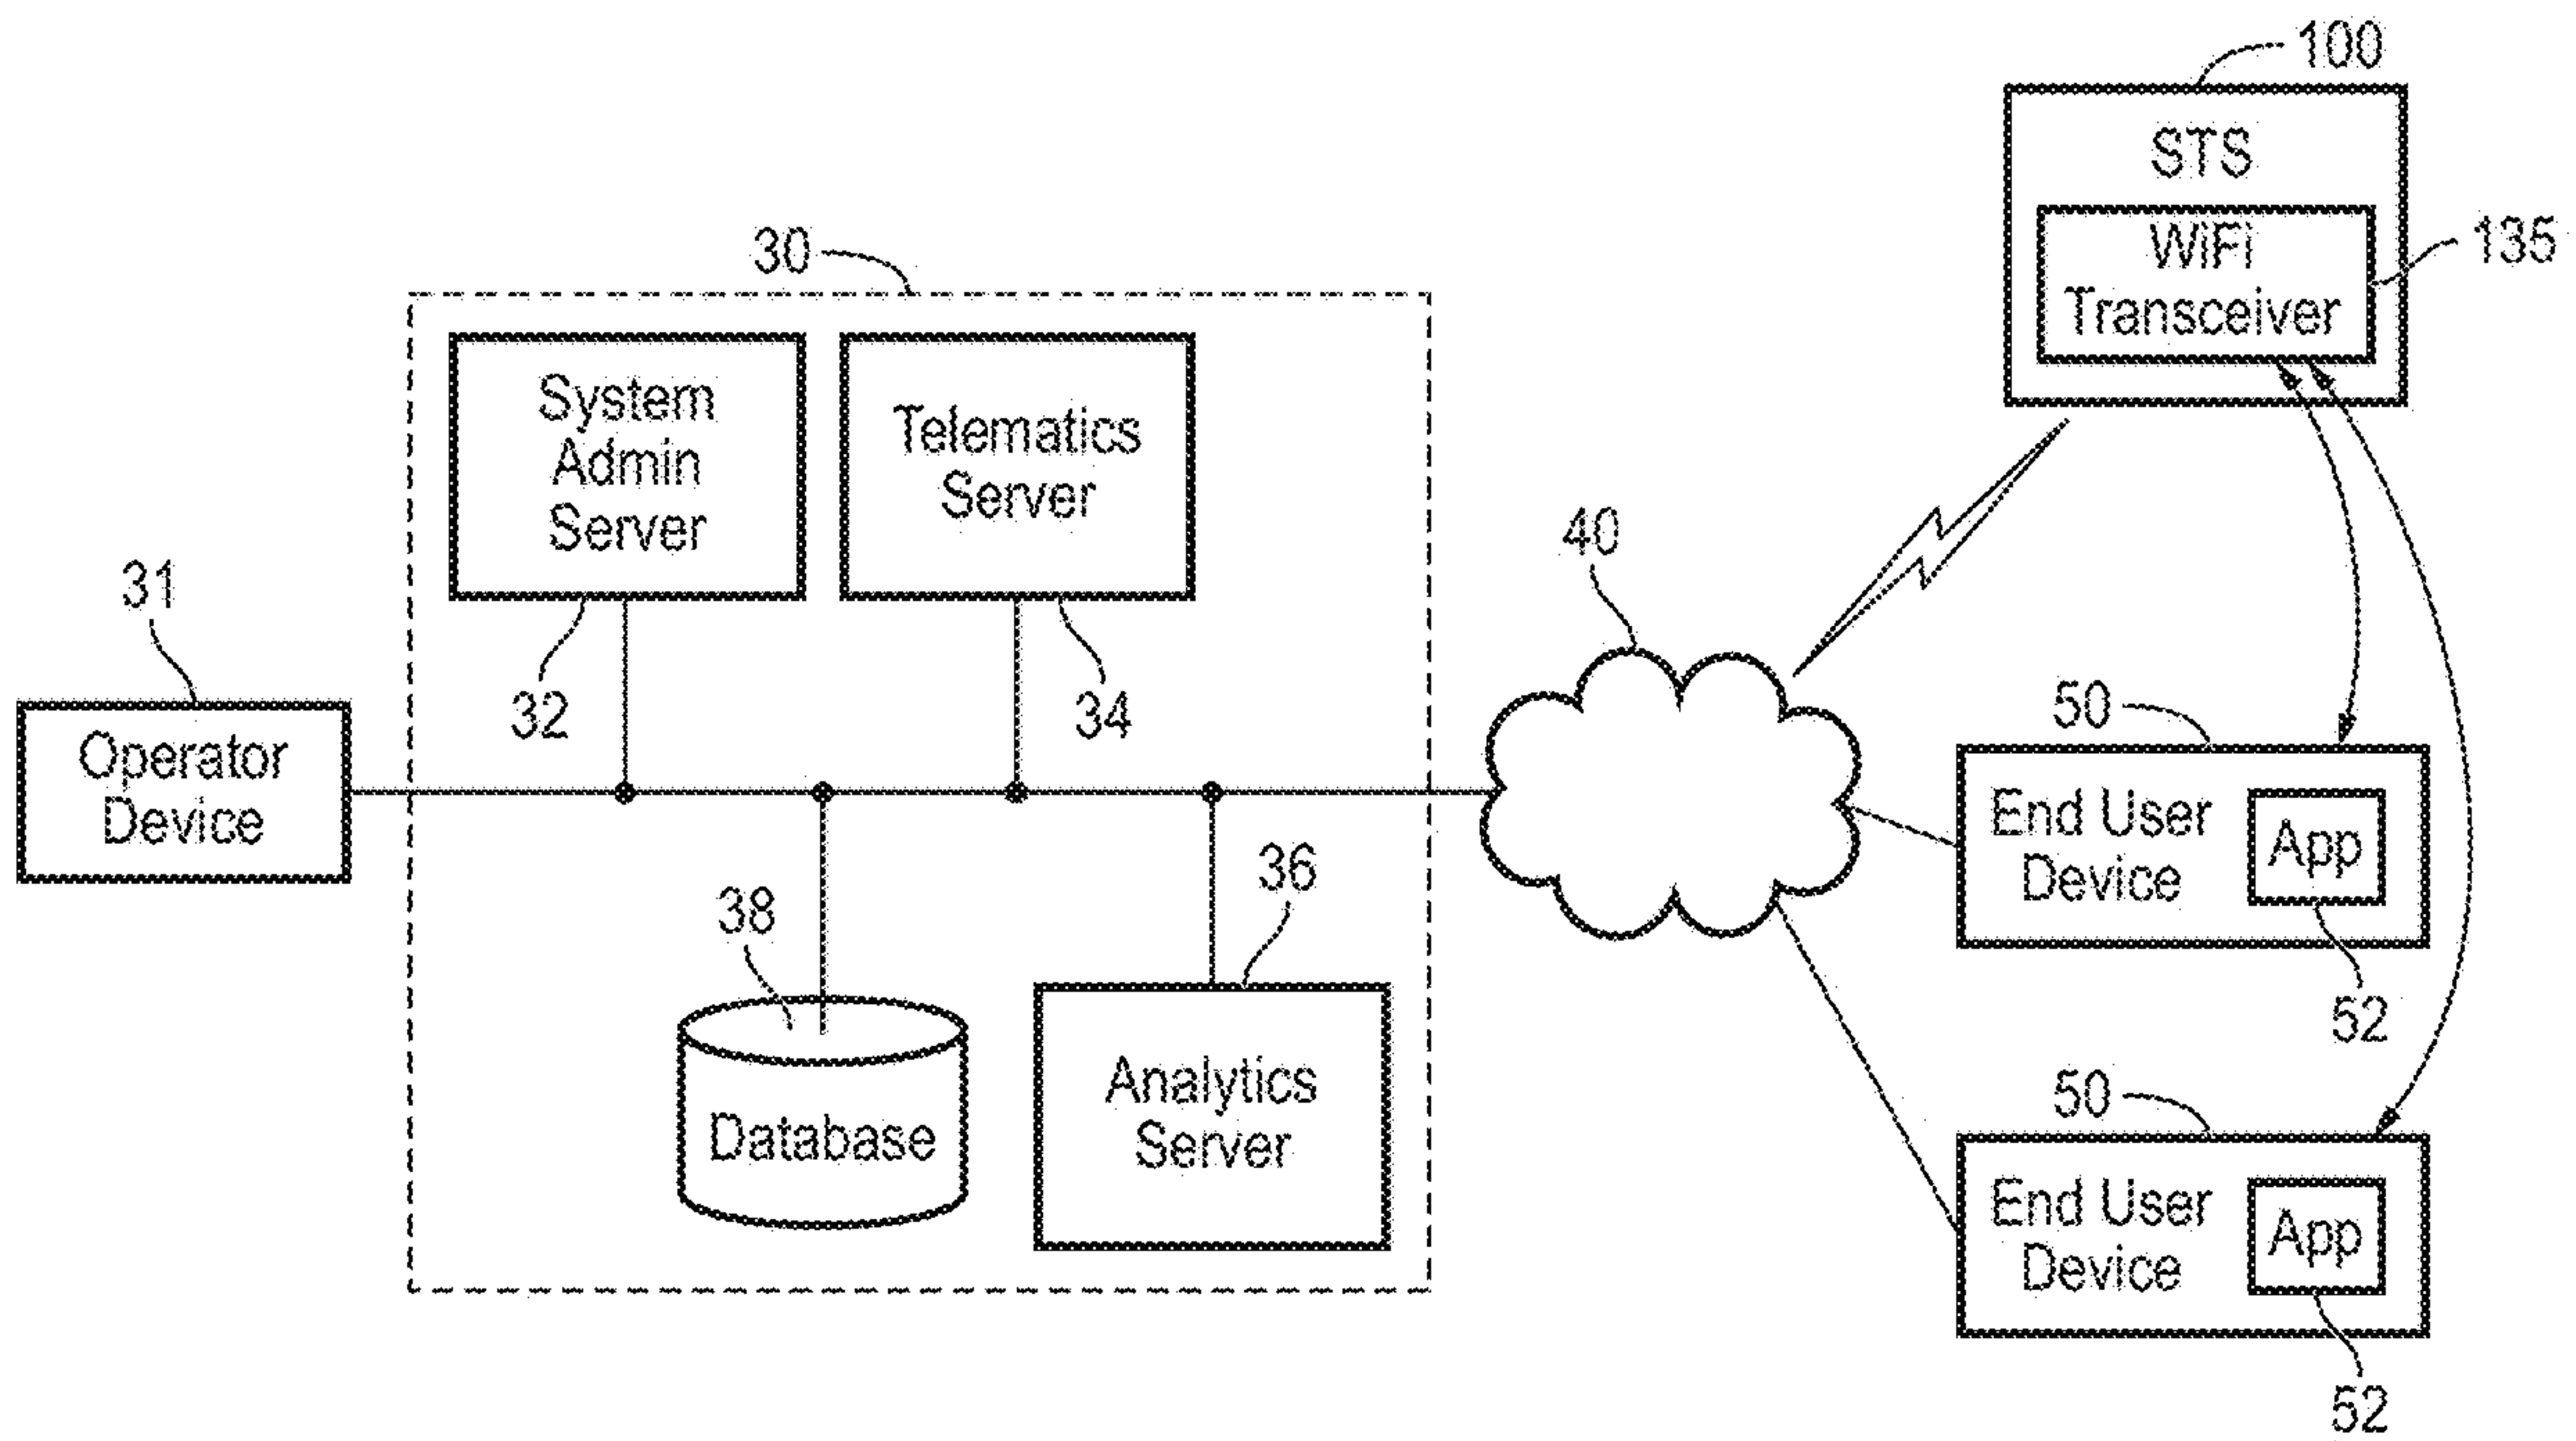 100
STS
WiFi
Transceiver
135
30
System
Admin
Server
Telematics
Server
40
31
32
34
50
Operator
Device
End User
Device
App
36
38
52
Database
Analytics
Server
50
End User
Device
App
52